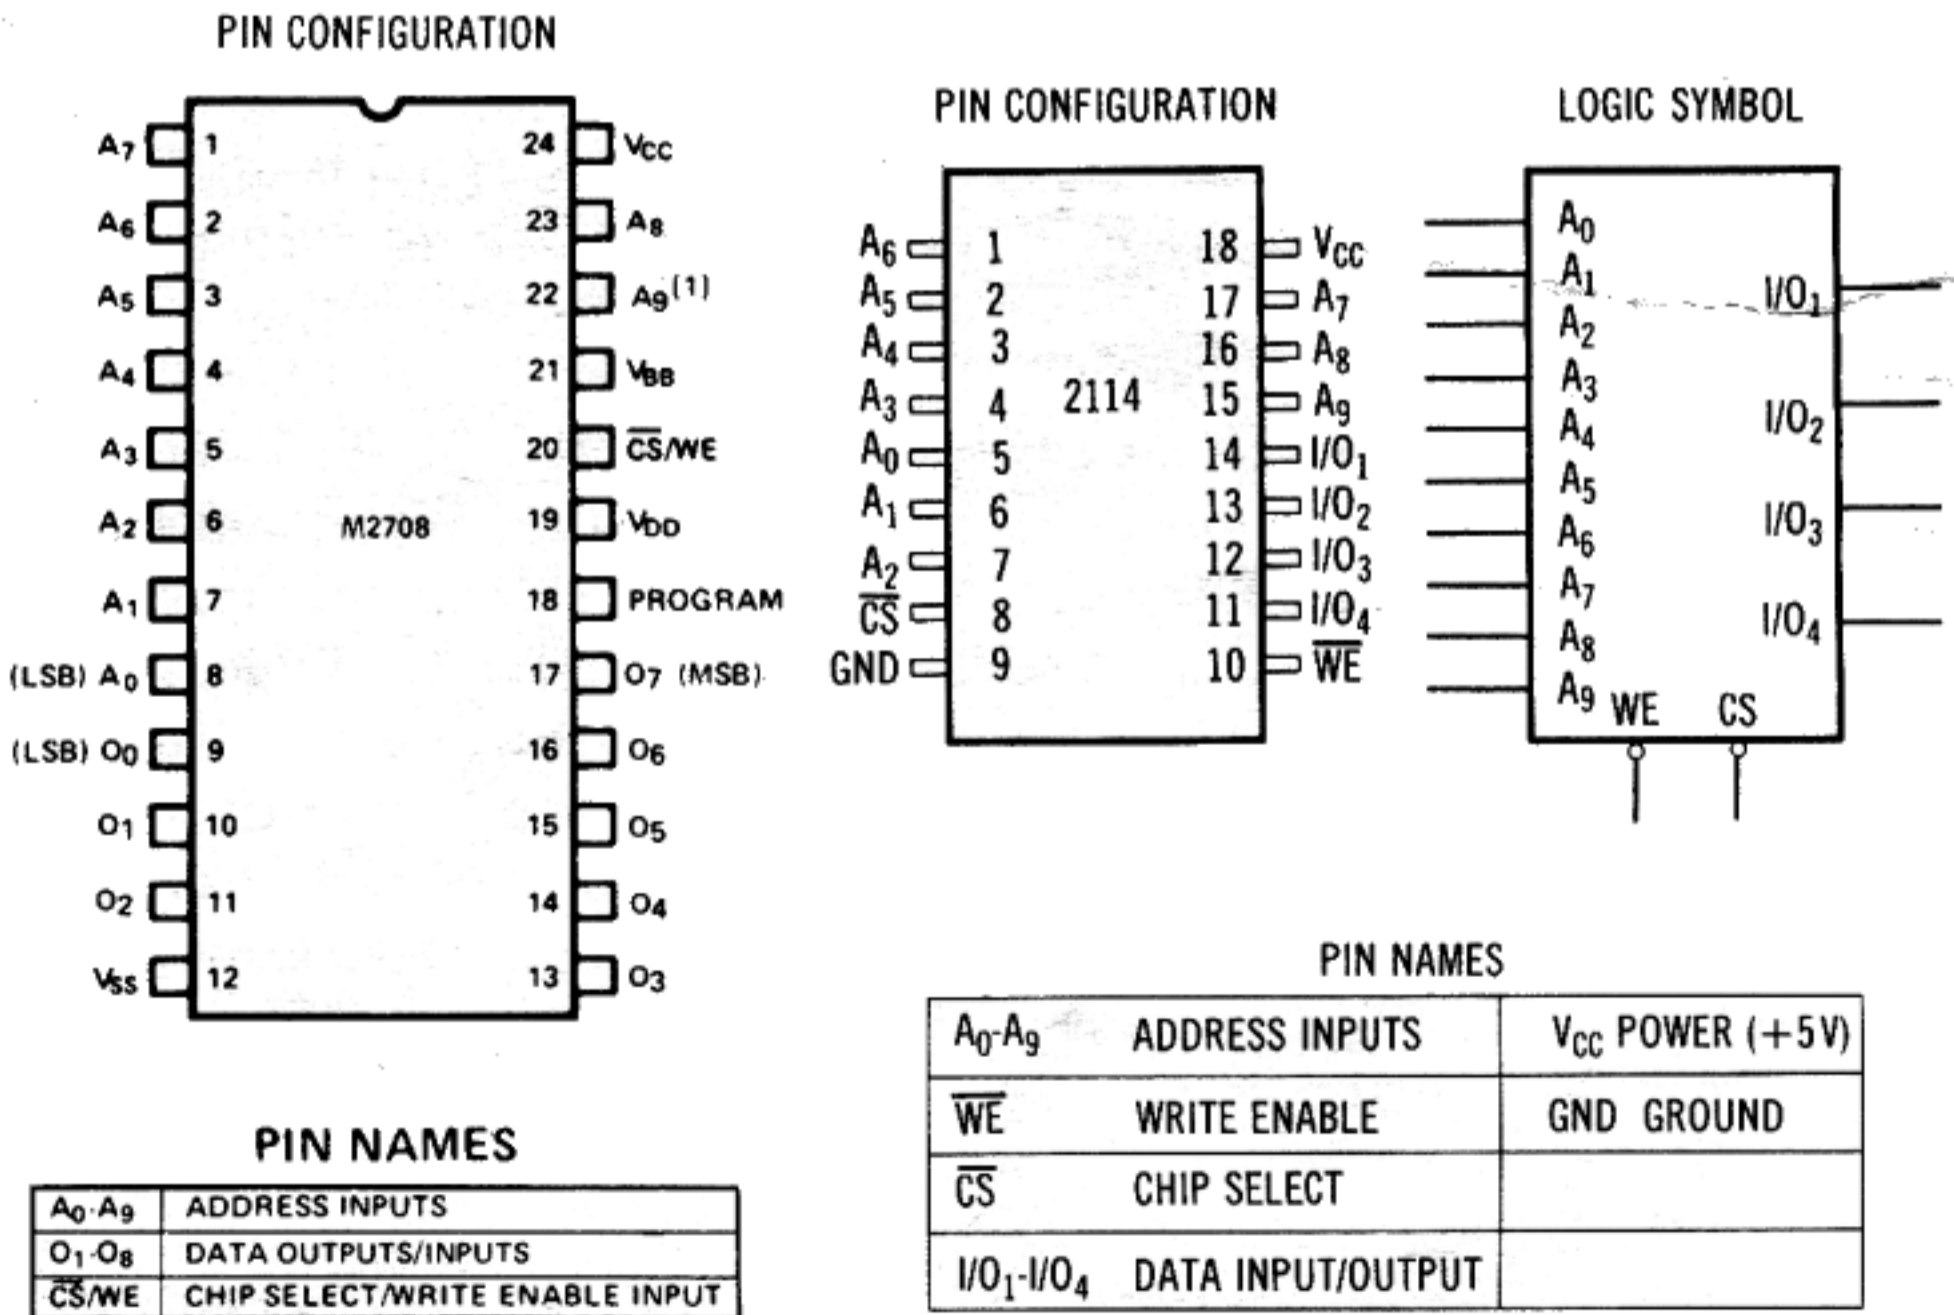 PIN CONFIGURATION
A7 1 24 VCC
A6 2 23 A8
A5 3 22 A9(1)
A4 4 21 VBB
A3 5 20 C̅S̅/WE
A2 6 M2708 19 VDD
A1 7 18 PROGRAM
(LSB) A0 8 17 O7 (MSB)
(LSB) O0 9 16 O6
O1 10 15 O5
O2 11 14 O4
VSS 12 13 O3
PIN NAMES
A0-A9 ADDRESS INPUTS
O1-O8 DATA OUTPUTS/INPUTS
C̅S̅/WE CHIP SELECT/WRITE ENABLE INPUT
PIN CONFIGURATION
A6 1 18 VCC
A5 2 17 A7
A4 3 16 A8
A3 4 2114 15 A9
A0 5 14 I/O1
A1 6 13 I/O2
A2 7 12 I/O3
C̅S̅ 8 11 I/O4
GND 9 10 W̅E̅
LOGIC SYMBOL
A0
A1 I/O1
A2
A3
A4 I/O2
A5
A6 I/O3
A7
A8 I/O4
A9 WE CS
PIN NAMES
A0-A9 ADDRESS INPUTS VCC POWER (+5V)
W̅E̅ WRITE ENABLE GND GROUND
C̅S̅ CHIP SELECT
I/O1-I/O4 DATA INPUT/OUTPUT